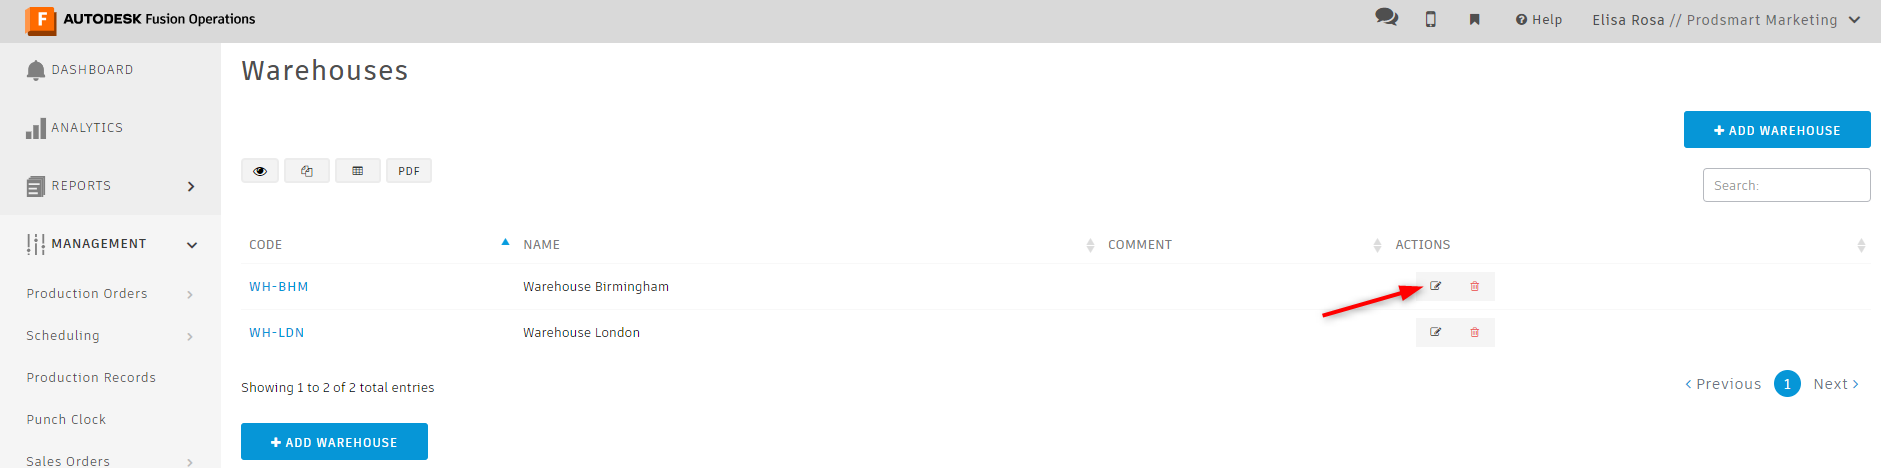 F AUTODESK Fusion Operations
Help
Elisa Rosa // Prodsmart Marketing
DASHBOARD
ANALYTICS
REPORTS
MANAGEMENT
Production Orders
Scheduling
Production Records
Punch Clock
Sales Orders
Warehouses
+ ADD WAREHOUSE
PDF
Search:
CODE NAME COMMENT ACTIONS
WH-BHM Warehouse Birmingham
WH-LDN Warehouse London
Showing 1 to 2 of 2 total entries
< Previous 1 Next >
+ ADD WAREHOUSE